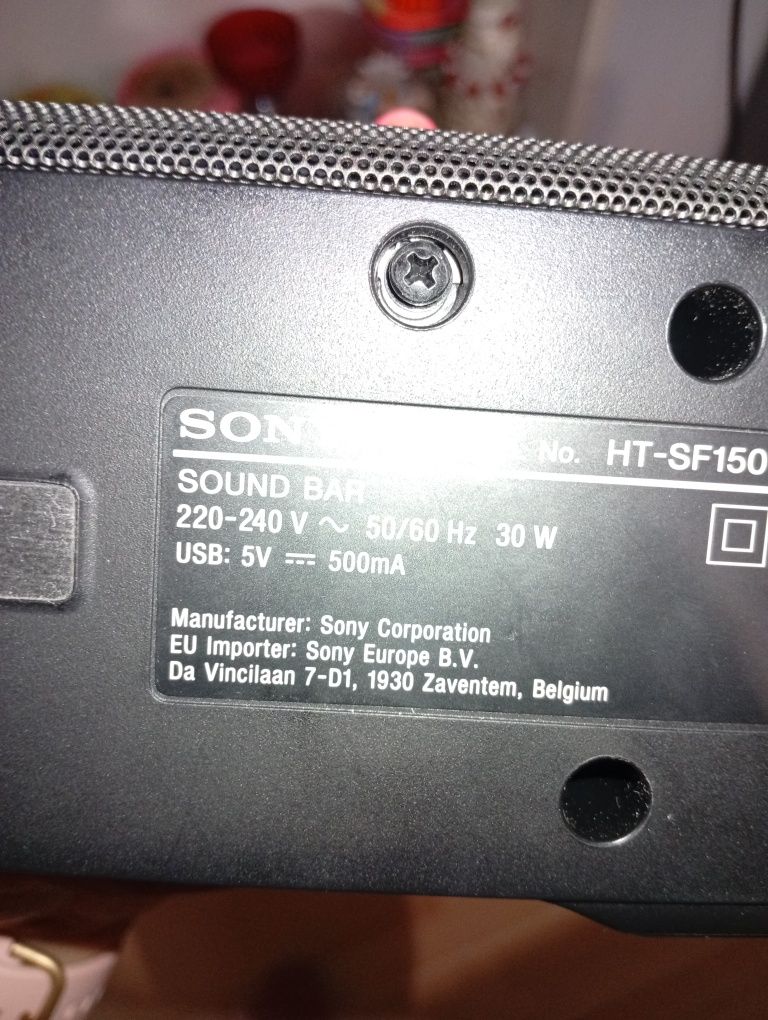 No. HT-SF150
SOUND BAR
220-240 V ~ 50/60 Hz 30 W
USB: 5V ⎓ 500mA
Manufacturer: Sony Corporation
EU Importer: Sony Europe B.V.
Da Vincilaan 7-D1, 1930 Zaventem, Belgium